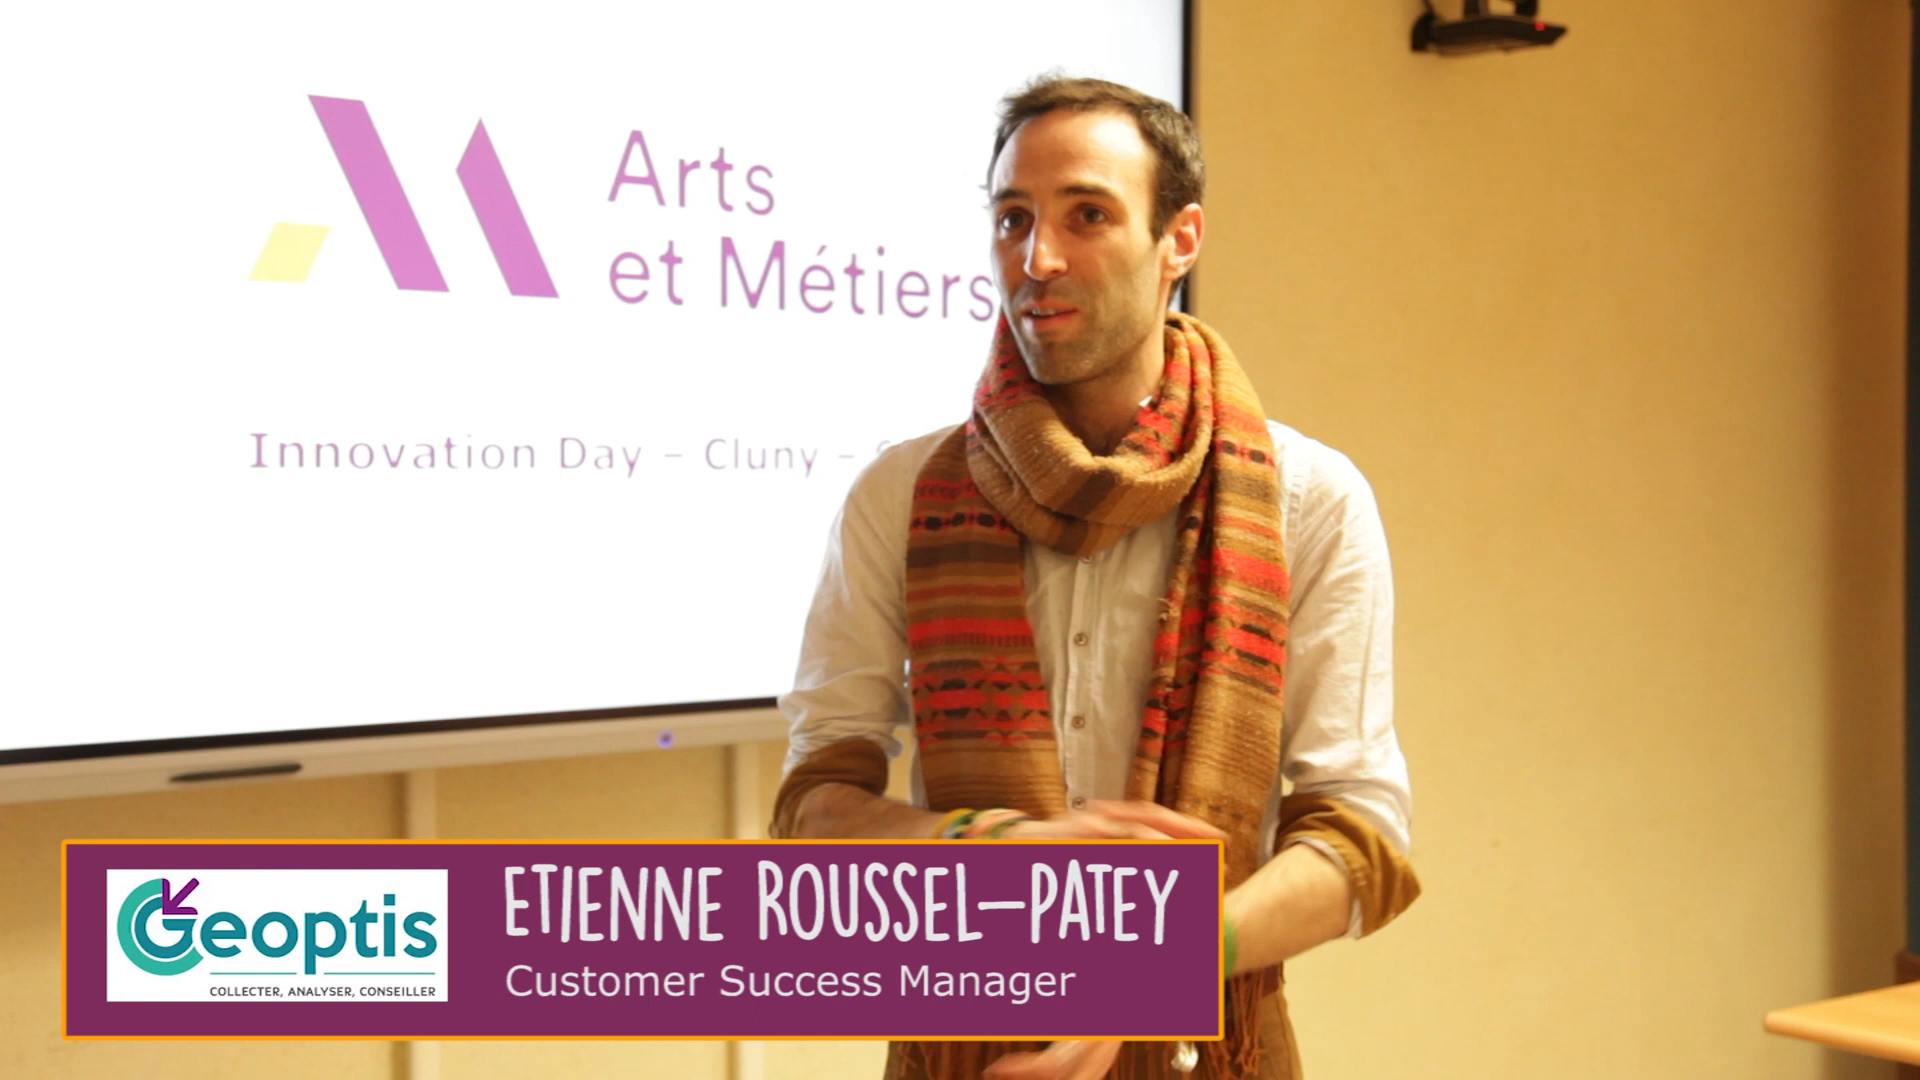 Arts
et Métiers
Innovation Day – Cluny –
Geoptis
COLLECTER, ANALYSER, CONSEILLER
ETIENNE ROUSSEL-PATEY
Customer Success Manager